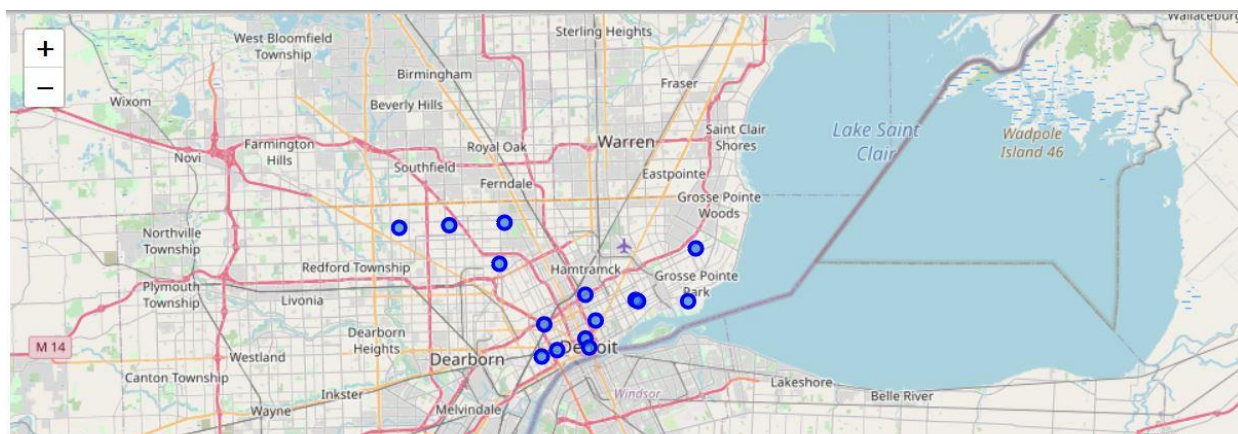 +
−
West Bloomfield
Township
Sterling Heights
Birmingham
Fraser
Wixom
Beverly Hills
Novi
Farmington
Hills
Royal Oak
Warren
Saint Clair
Shores
Lake Saint
Clair
Wadpole
Island 46
Southfield
Ferndale
Eastpointe
Grosse Pointe
Woods
Northville
Township
Redford Township
Hamtramck
Grosse Pointe
Park
Plymouth
Township
Livonia
M 14
Dearborn
Heights
Westland
Dearborn
Detroit
Canton Township
Inkster
Wayne
Melvindale
Windsor
Lakeshore
Belle River
Wallaceburg